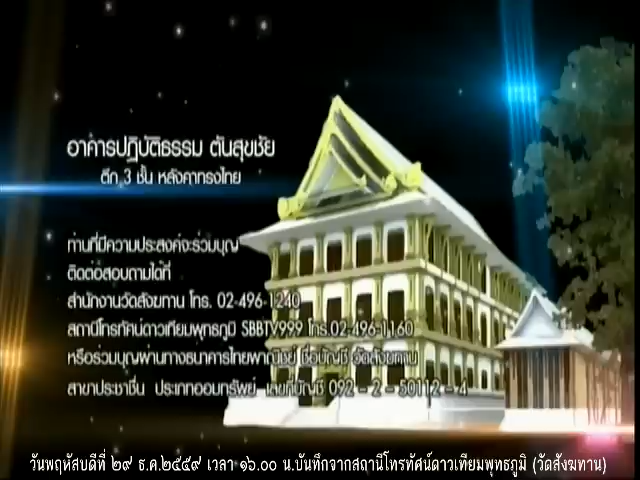 อาคารปฏิบัติธรรม ตันสุขชัย
ตึก 3 ชั้น หลังคาทรงไทย
ท่านที่มีความประสงค์จะร่วมบุญ
ติดต่อสอบถามได้ที่
สำนักงานวัดสังฆทาน โทร. 02-496-1240
สถานีโทรทัศน์ดาวเทียมพุทธภูมิ SBBTV999 โทร.02-496-1160
หรือร่วมบุญผ่านทางธนาคารไทยพาณิชย์ ชื่อบัญชี วัดสังฆทาน
สาขาประชาชื่น ประเภทออมทรัพย์ เลขที่บัญชี 092 - 2 - 50112 - 4
วันพฤหัสบดีที่ ๒๙ ธ.ค.๒๕๕๙ เวลา ๑๖.๐๐ น.บันทึกจากสถานีโทรทัศน์ดาวเทียมพุทธภูมิ (วัดสังฆทาน)